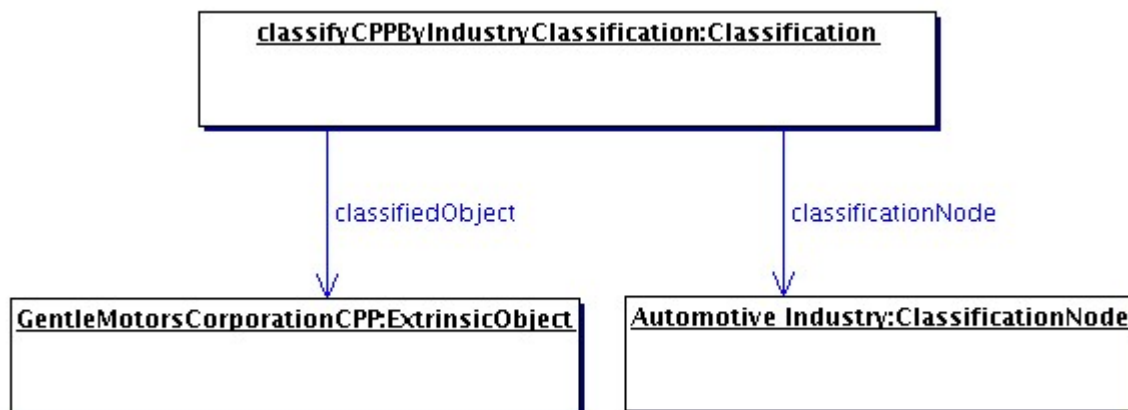 classifyCPPByIndustryClassification:Classification
classifiedObject
classificationNode
GentleMotorsCorporationCPP:ExtrinsicObject
Automotive Industry:ClassificationNode